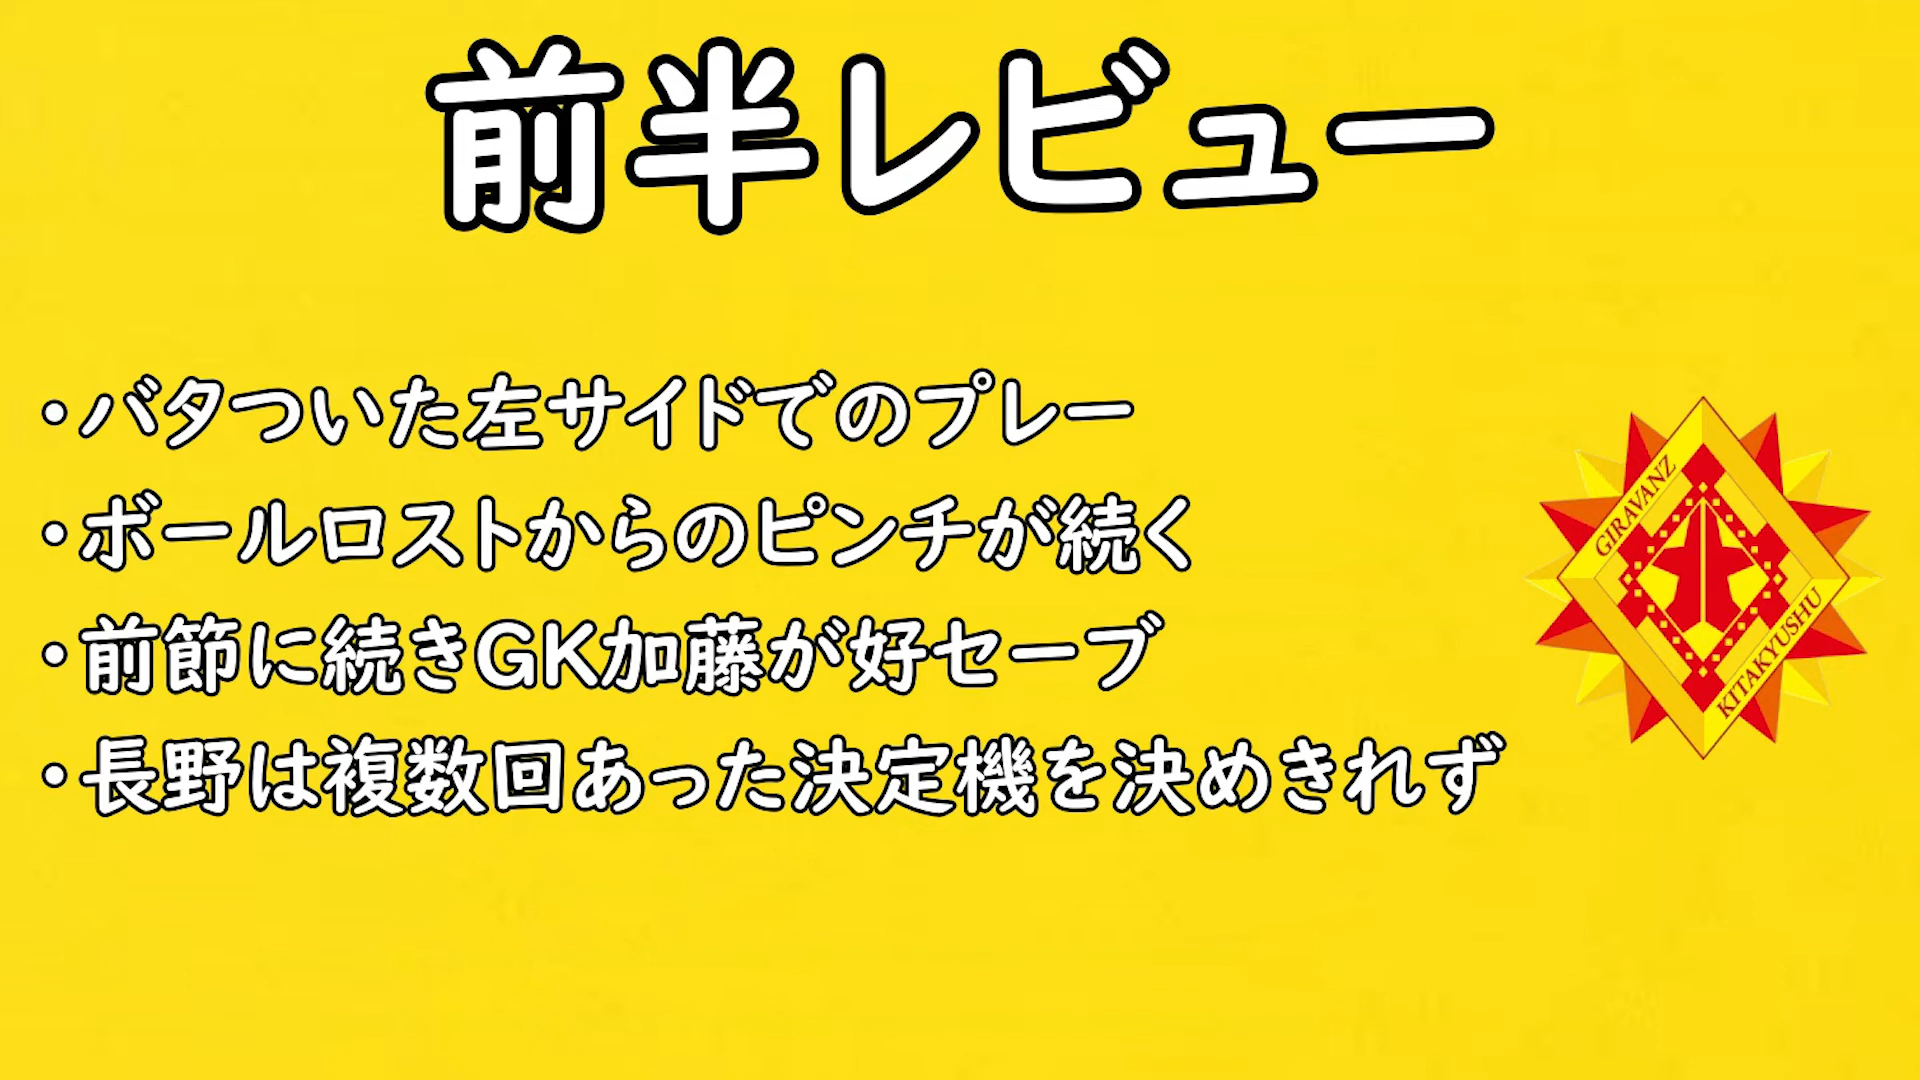 前半レビュー
・バタついた左サイドでのプレー
・ボールロストからのピンチが続く
・前節に続きGK加藤が好セーブ
・長野は複数回あった決定機を決めきれず
GIRAVANZ
KITAKYUSHU